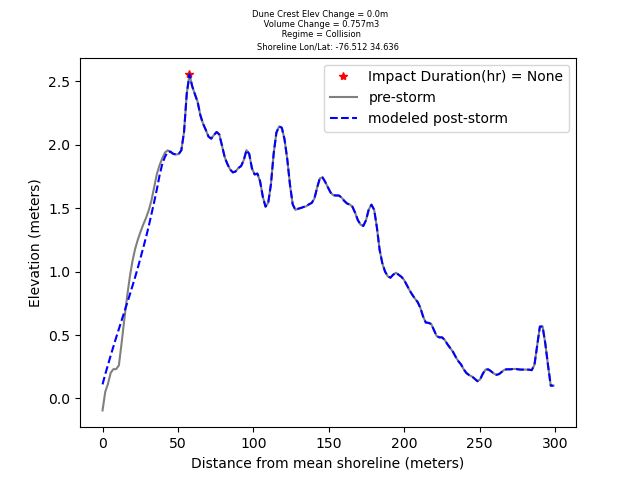 Dune Crest Elev Change = 0.0m
Volume Change = 0.757m3
Regime = Collision
Shoreline Lon/Lat: -76.512 34.636
Impact Duration(hr) = None
pre-storm
modeled post-storm
Elevation (meters)
2.5
2.0
1.5
1.0
0.5
0.0
0 50 100 150 200 250 300
Distance from mean shoreline (meters)